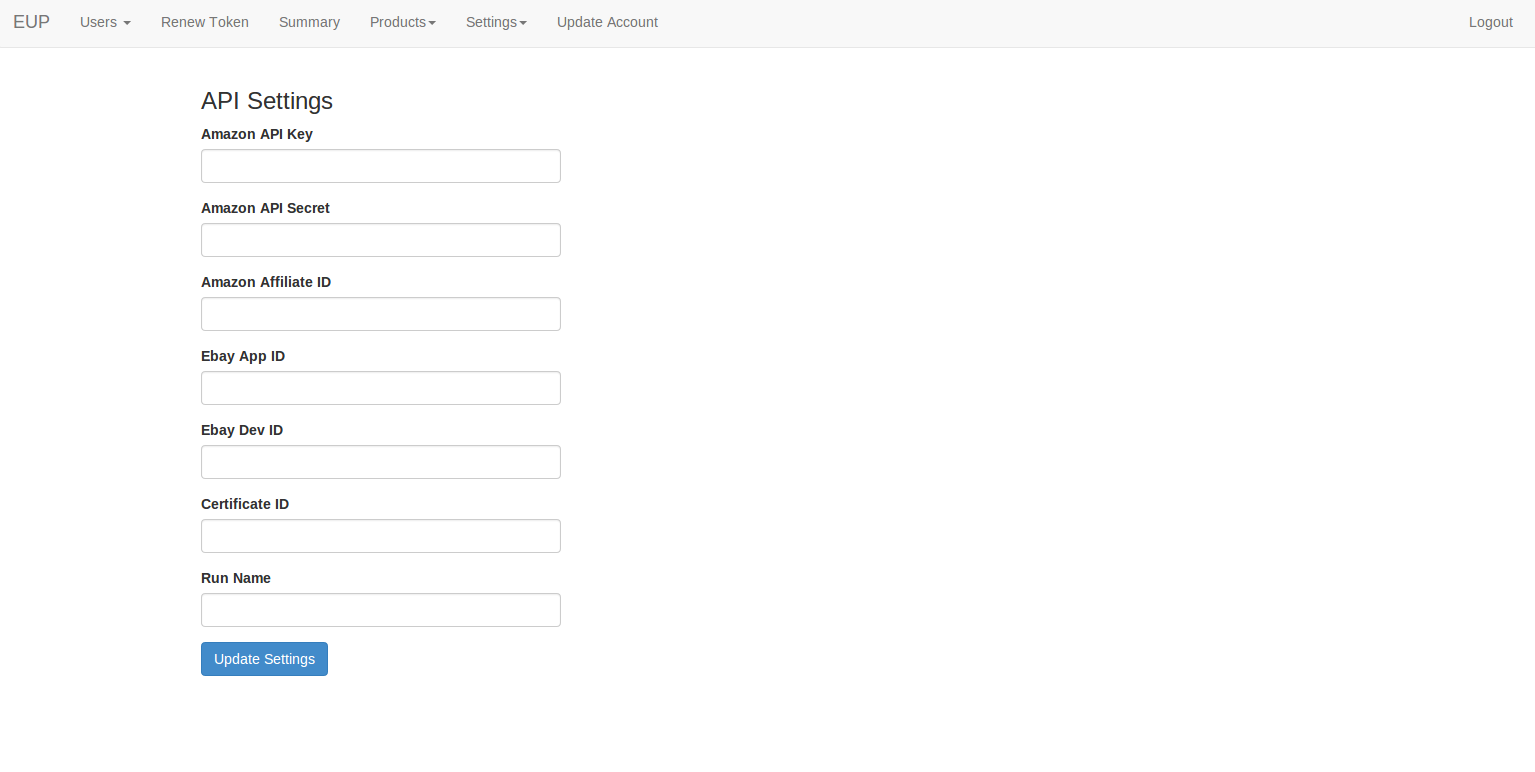 EUP Users Renew Token Summary Products Settings Update Account Logout
API Settings
Amazon API Key
Amazon API Secret
Amazon Affiliate ID
Ebay App ID
Ebay Dev ID
Certificate ID
Run Name
Update Settings